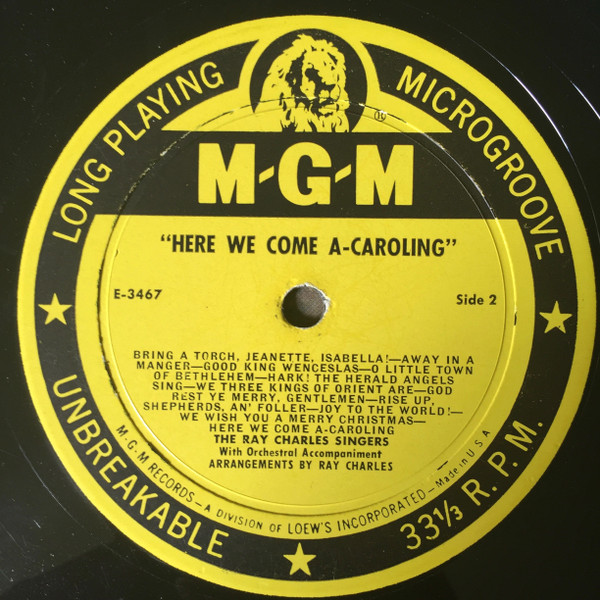 LONG PLAYING
MICROGROOVE
09
M-G-M
"HERE WE COME A-CAROLING"
E-3467
Side 2
BRING A TORCH, JEANETTE, ISABELLA!—AWAY IN A
MANGER—GOOD KING WENCESLAS—O LITTLE TOWN
OF BETHLEHEM—HARK! THE HERALD ANGELS
SING—WE THREE KINGS OF ORIENT ARE—GOD
REST YE MERRY, GENTLEMEN—RISE UP,
SHEPHERDS, AN' FOLLER—JOY TO THE WORLD!—
WE WISH YOU A MERRY CHRISTMAS—
HERE WE COME A-CAROLING
THE RAY CHARLES SINGERS
With Orchestral Accompaniment
ARRANGEMENTS BY RAY CHARLES
M-G-M RECORDS—A DIVISION OF LOEW'S INCORPORATED—Made in U S A
UNBREAKABLE
33⅓ R.P.M.